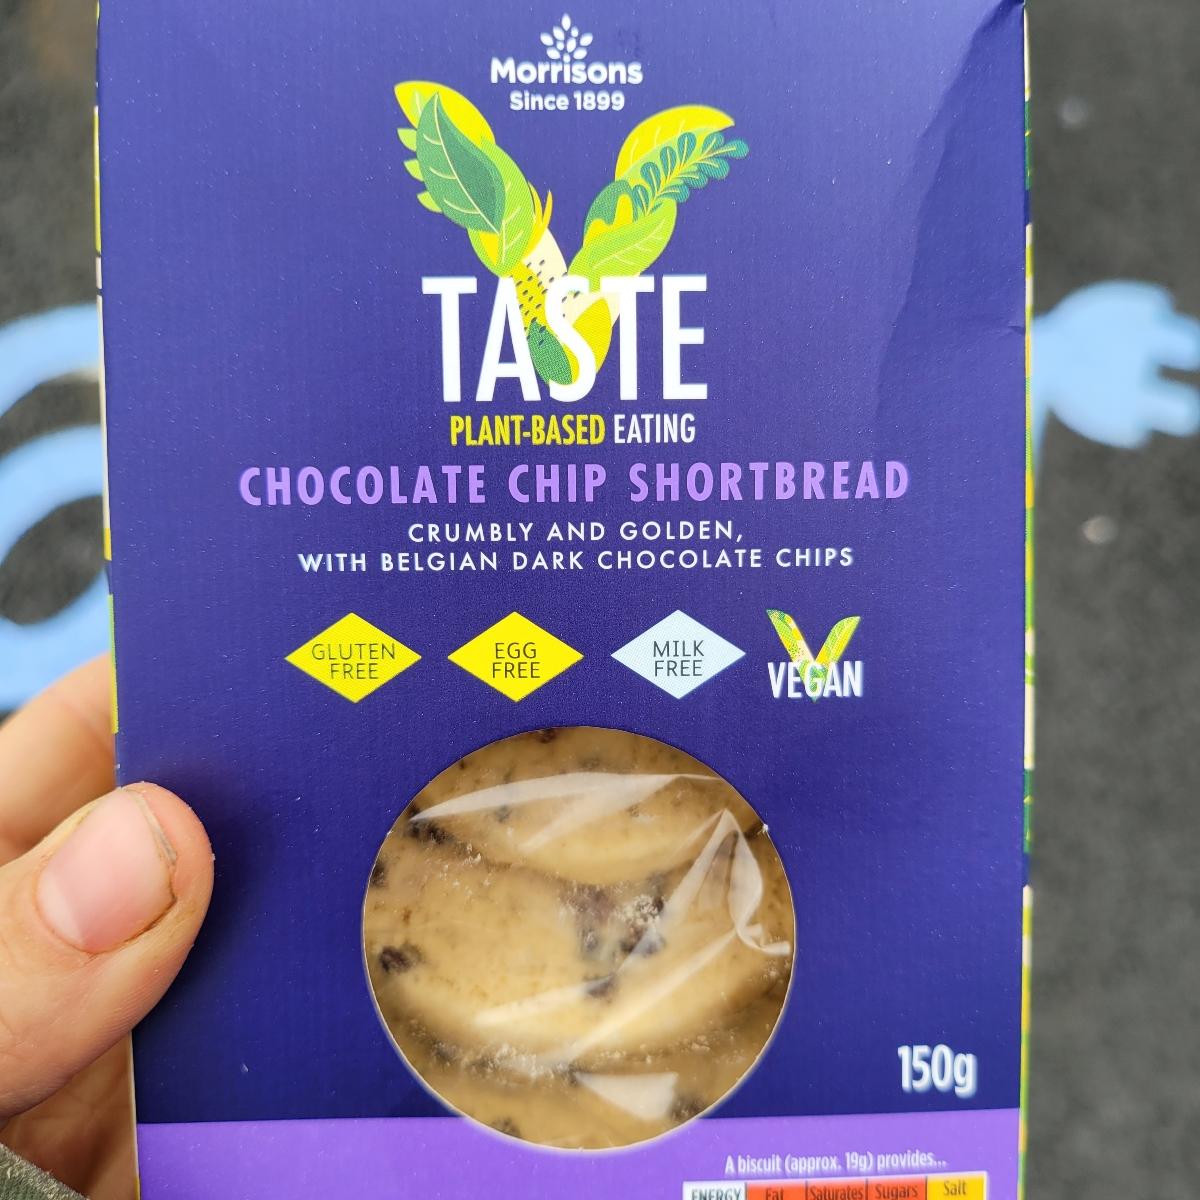 Morrisons
Since 1899
V
TASTE
PLANT-BASED EATING
CHOCOLATE CHIP SHORTBREAD
CRUMBLY AND GOLDEN,
WITH BELGIAN DARK CHOCOLATE CHIPS
GLUTEN
FREE
EGG
FREE
MILK
FREE
V
VEGAN
150g
A biscuit (approx. 19g) provides...
ENERGY Fat Saturates Sugars Salt